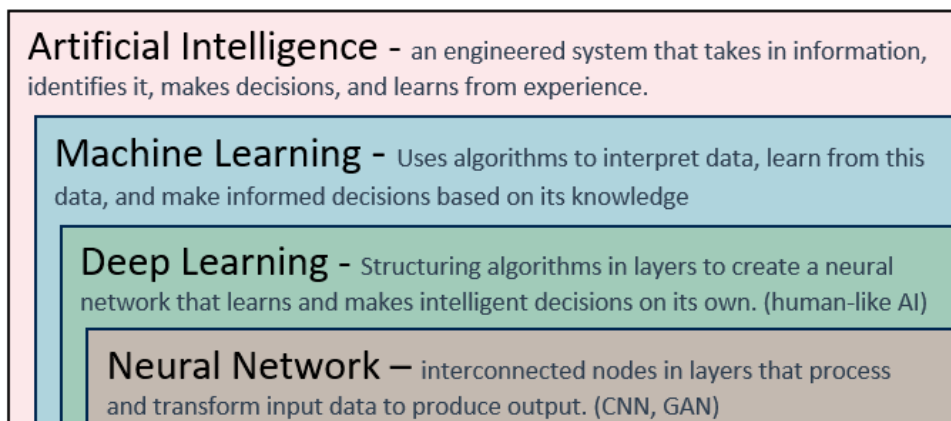 Artificial Intelligence - an engineered system that takes in information,
identifies it, makes decisions, and learns from experience.
Machine Learning - Uses algorithms to interpret data, learn from this
data, and make informed decisions based on its knowledge
Deep Learning - Structuring algorithms in layers to create a neural
network that learns and makes intelligent decisions on its own. (human-like AI)
Neural Network – interconnected nodes in layers that process
and transform input data to produce output. (CNN, GAN)